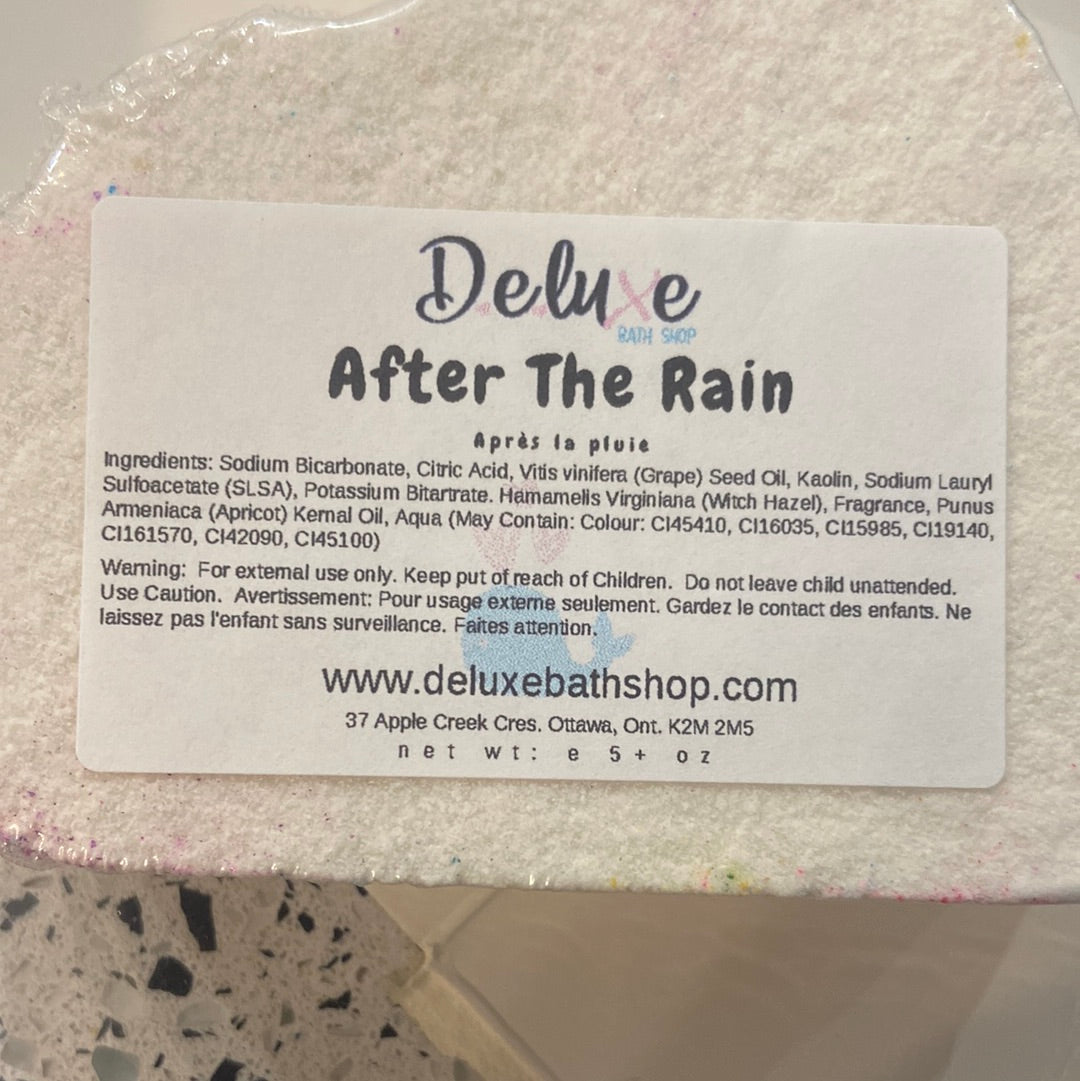 Deluxe
BATH SHOP
After The Rain
Après la pluie
Ingredients: Sodium Bicarbonate, Citric Acid, Vitis vinifera (Grape) Seed Oil, Kaolin, Sodium Lauryl
Sulfoacetate (SLSA), Potassium Bitartrate. Hamamelis Virginiana (Witch Hazel), Fragrance, Punus
Armeniaca (Apricot) Kernal Oil, Aqua (May Contain: Colour: CI45410, CI16035, CI15985, CI19140,
CI161570, CI42090, CI45100)
Warning: For external use only. Keep put of reach of Children. Do not leave child unattended.
Use Caution. Avertissement: Pour usage externe seulement. Gardez le contact des enfants. Ne
laissez pas l'enfant sans surveillance. Faites attention.
www.deluxebathshop.com
37 Apple Creek Cres. Ottawa, Ont. K2M 2M5
net wt: e 5+ oz